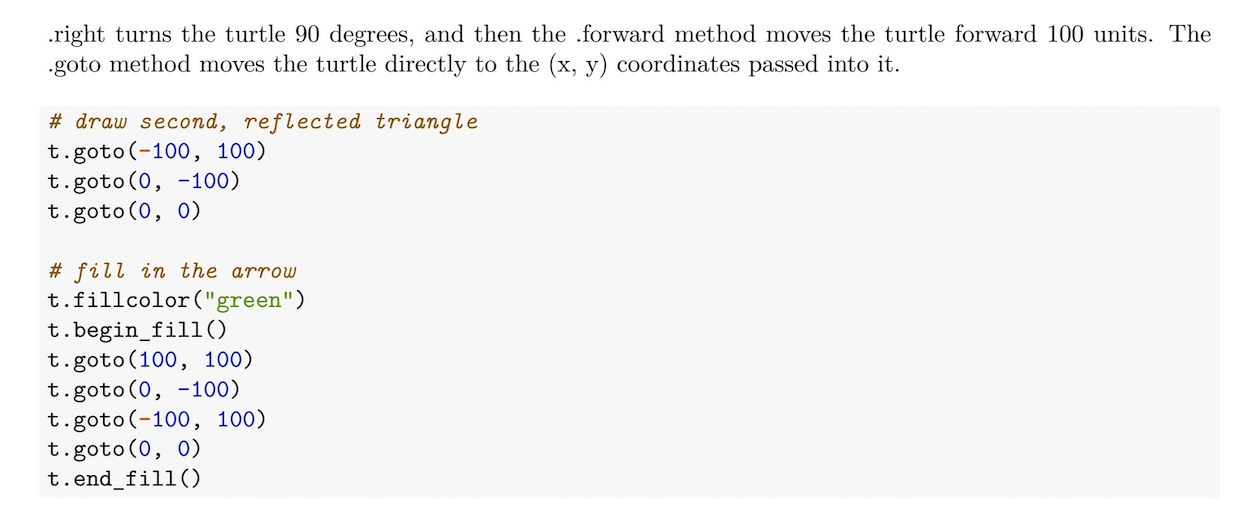 .right turns the turtle 90 degrees, and then the .forward method moves the turtle forward 100 units. The
.goto method moves the turtle directly to the (x, y) coordinates passed into it.
# draw second, reflected triangle
t.goto(-100, 100)
t.goto(0, -100)
t.goto(0, 0)
# fill in the arrow
t.fillcolor("green")
t.begin_fill()
t.goto(100, 100)
t.goto(0, -100)
t.goto(-100, 100)
t.goto(0, 0)
t.end_fill()